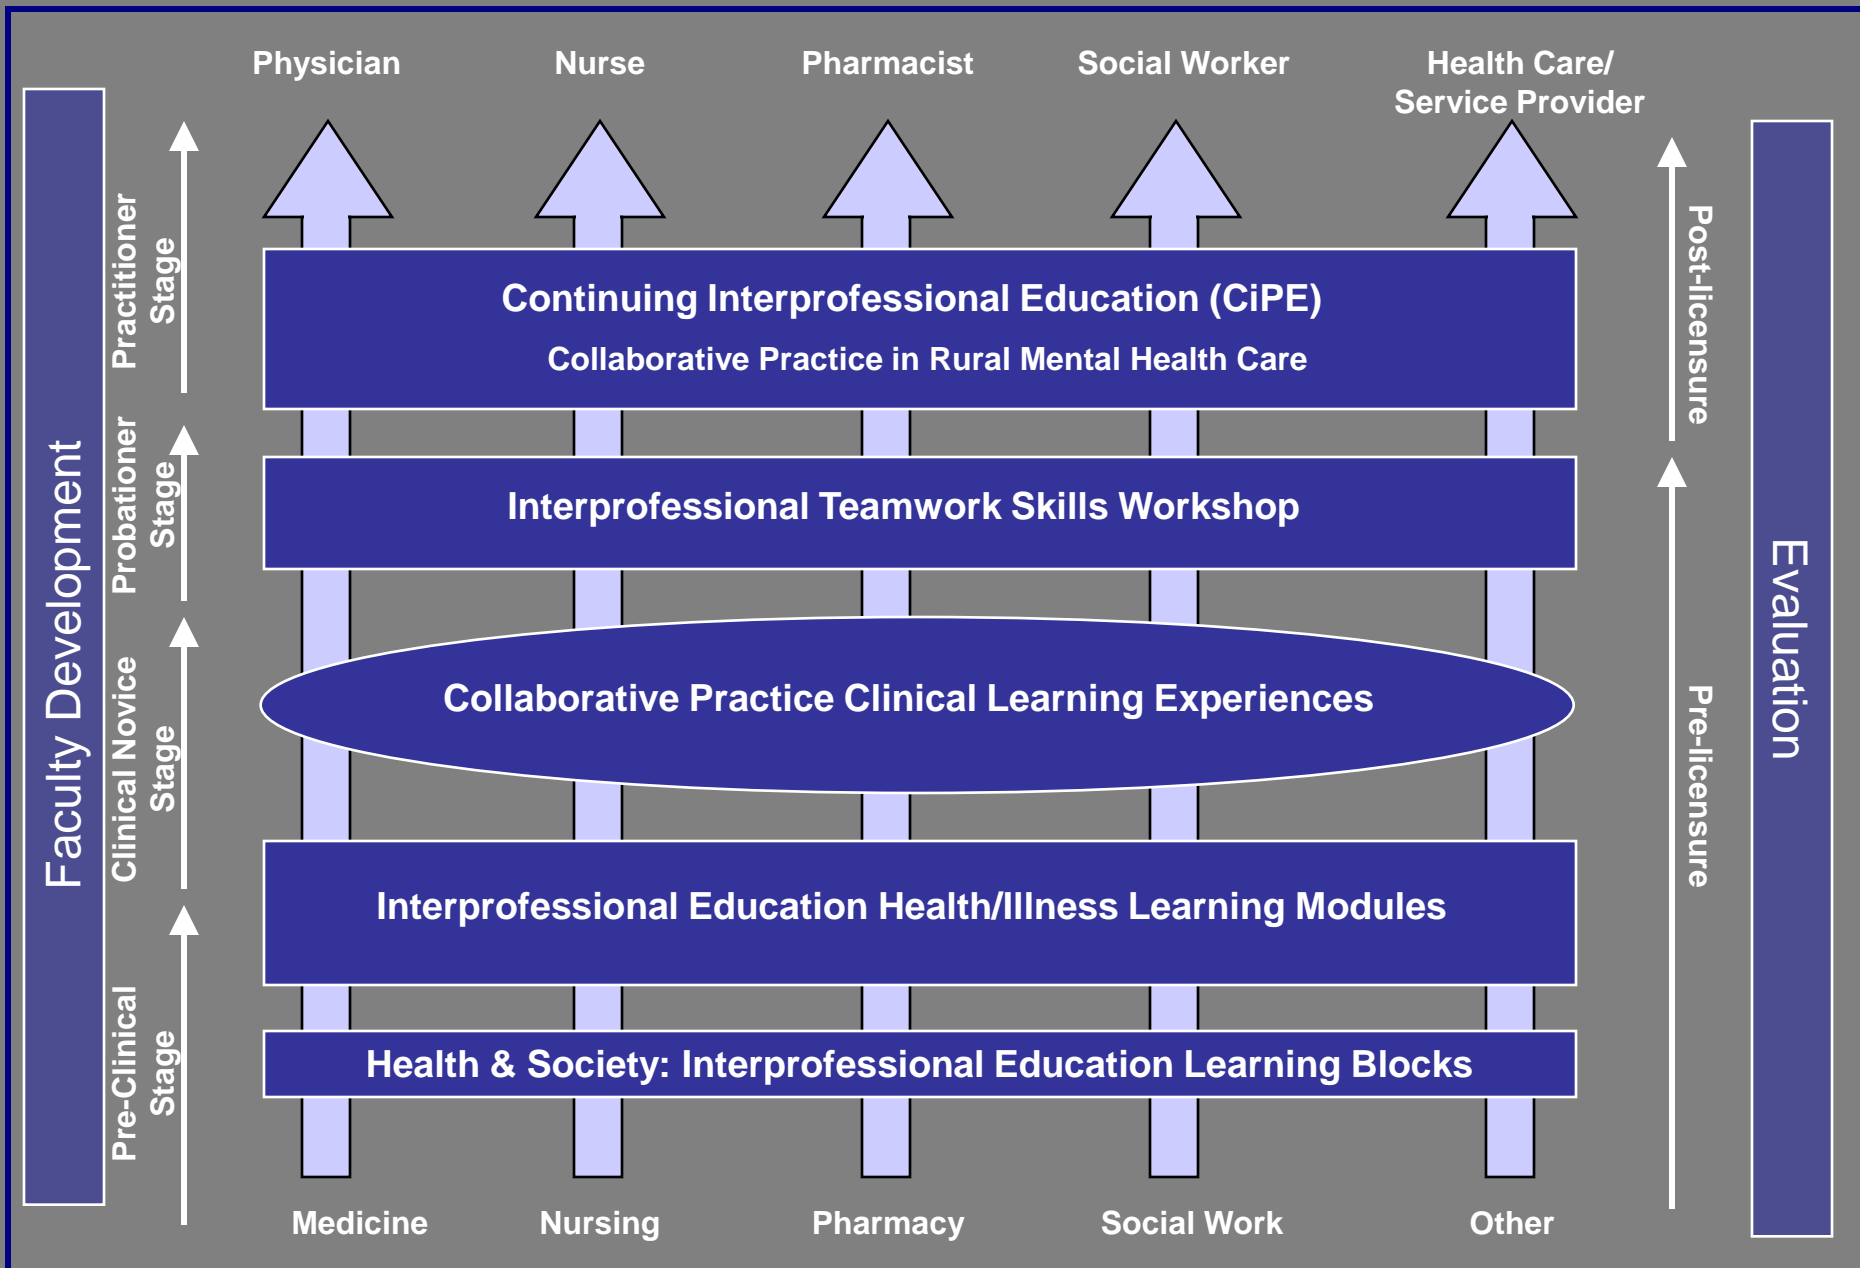 Physician
Nurse
Pharmacist
Social Worker
Health Care/
Service Provider
Faculty Development
Practitioner
Stage
Probationer
Stage
Clinical Novice
Stage
Pre-Clinical
Stage
Continuing Interprofessional Education (CiPE)
Collaborative Practice in Rural Mental Health Care
Interprofessional Teamwork Skills Workshop
Collaborative Practice Clinical Learning Experiences
Interprofessional Education Health/Illness Learning Modules
Health & Society: Interprofessional Education Learning Blocks
Post-licensure
Pre-licensure
Evaluation
Medicine
Nursing
Pharmacy
Social Work
Other